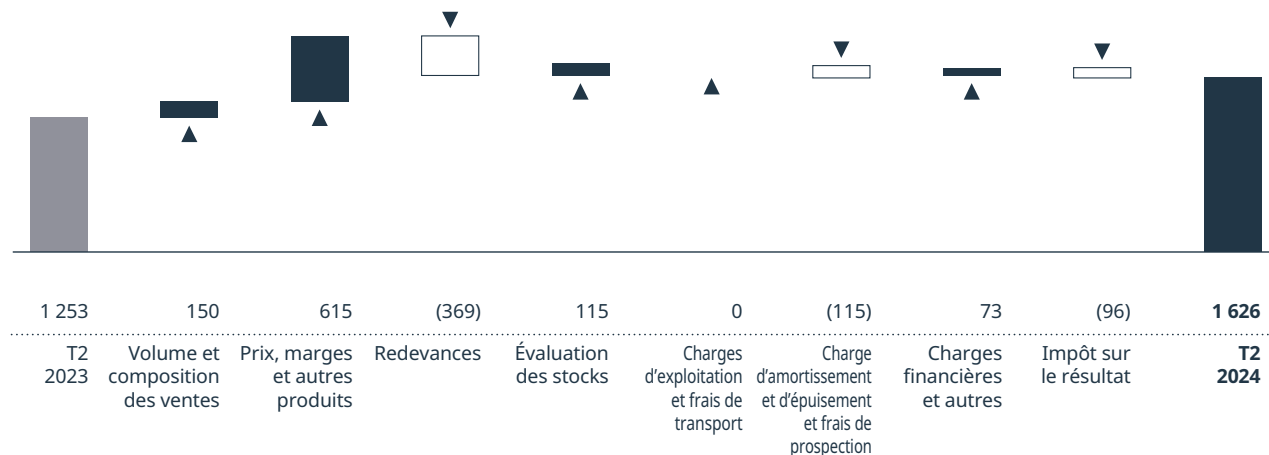 1 253 150 615 (369) 115 0 (115) 73 (96) 1 626
T2
2023
Volume et
composition
des ventes
Prix, marges
et autres
produits
Redevances
Évaluation
des stocks
Charges
d’exploitation
et frais de
transport
Charge
d’amortissement
et d’épuisement
et frais de
prospection
Charges
financières
et autres
Impôt sur
le résultat
T2
2024